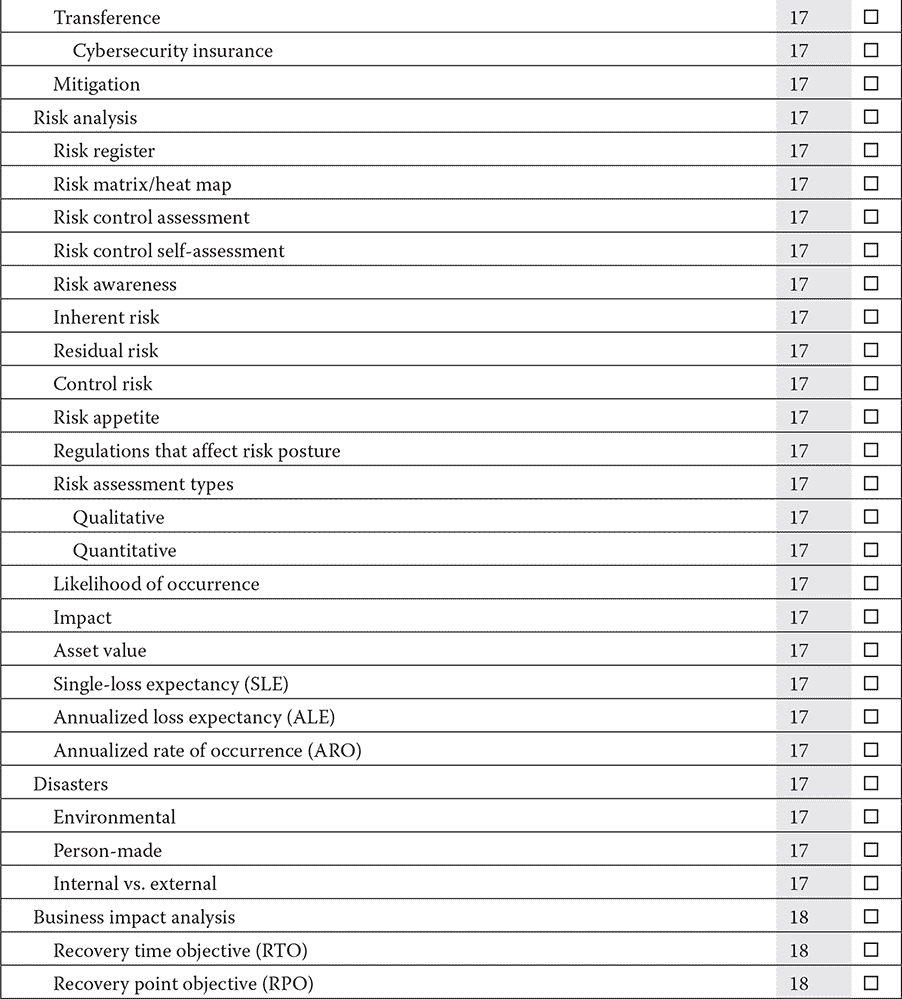 Transference 17 ☐
Cybersecurity insurance 17 ☐
Mitigation 17 ☐
Risk analysis 17 ☐
Risk register 17 ☐
Risk matrix/heat map 17 ☐
Risk control assessment 17 ☐
Risk control self-assessment 17 ☐
Risk awareness 17 ☐
Inherent risk 17 ☐
Residual risk 17 ☐
Control risk 17 ☐
Risk appetite 17 ☐
Regulations that affect risk posture 17 ☐
Risk assessment types 17 ☐
Qualitative 17 ☐
Quantitative 17 ☐
Likelihood of occurrence 17 ☐
Impact 17 ☐
Asset value 17 ☐
Single-loss expectancy (SLE) 17 ☐
Annualized loss expectancy (ALE) 17 ☐
Annualized rate of occurrence (ARO) 17 ☐
Disasters 17 ☐
Environmental 17 ☐
Person-made 17 ☐
Internal vs. external 17 ☐
Business impact analysis 18 ☐
Recovery time objective (RTO) 18 ☐
Recovery point objective (RPO) 18 ☐